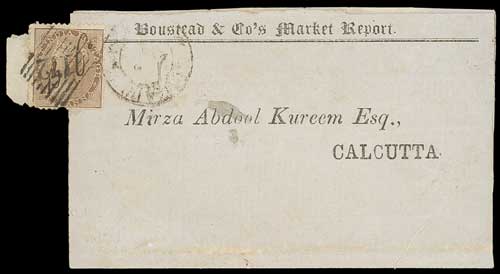 Boustead & Co's Market Report.
Mirza Abdool Kureem Esq.,
CALCUTTA.